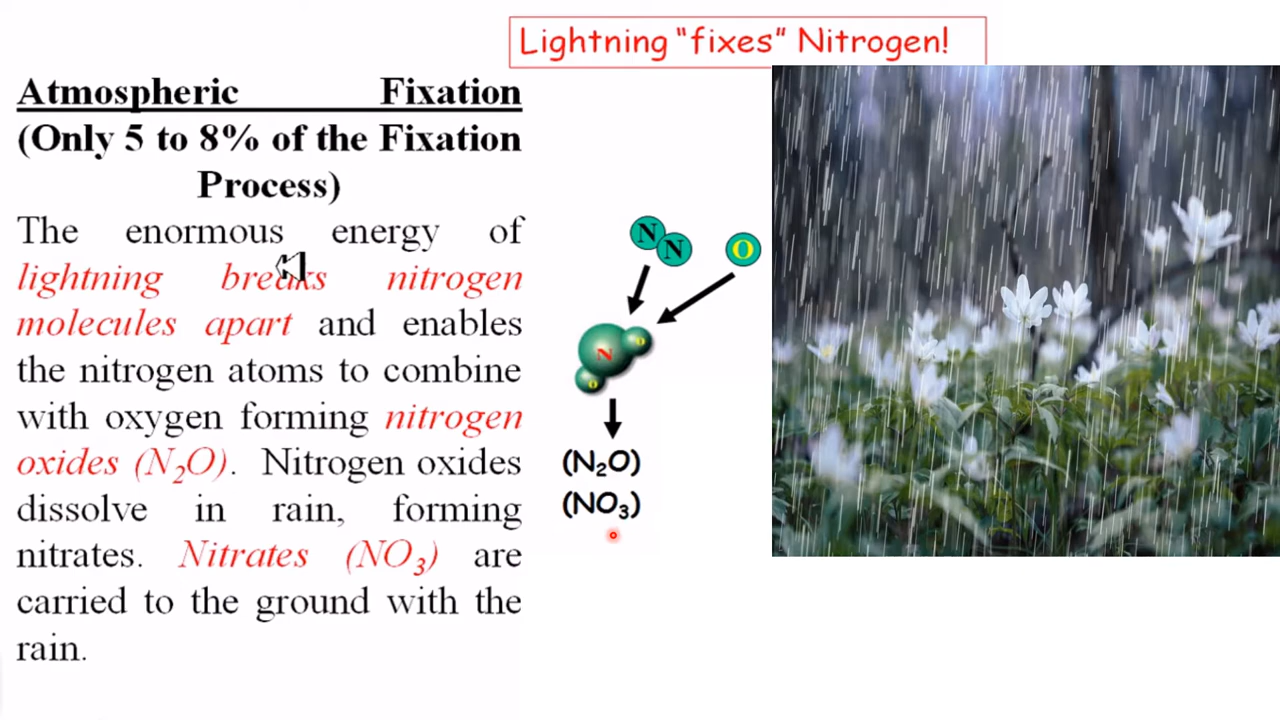 Lightning “fixes” Nitrogen!
Atmospheric Fixation
(Only 5 to 8% of the Fixation
Process)
The enormous energy of
lightning breaks nitrogen
molecules apart and enables
the nitrogen atoms to combine
with oxygen forming nitrogen
oxides (N₂O). Nitrogen oxides
dissolve in rain, forming
nitrates. Nitrates (NO₃) are
carried to the ground with the
rain.
N
N
O
N
O
O
(N₂O)
(NO₃)